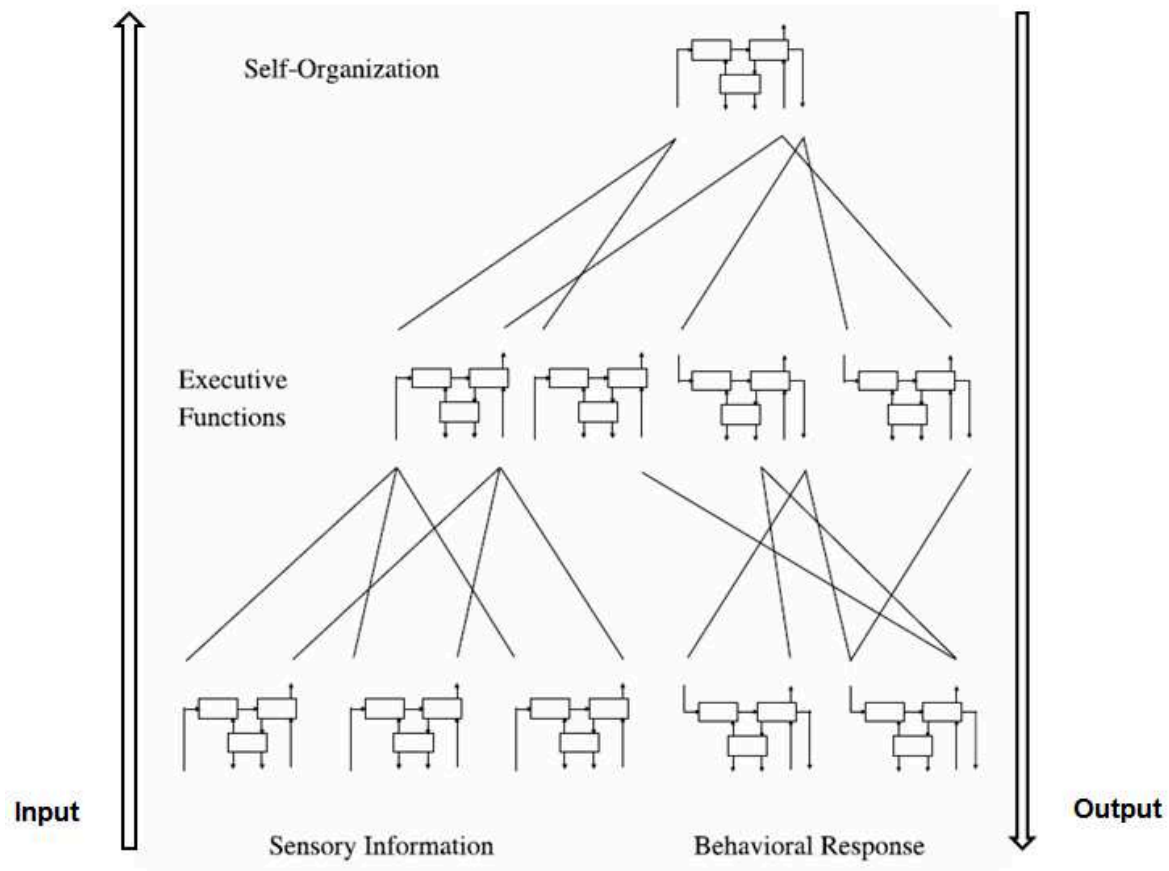 Self-Organization
Executive
Functions
Input
Output
Sensory Information
Behavioral Response